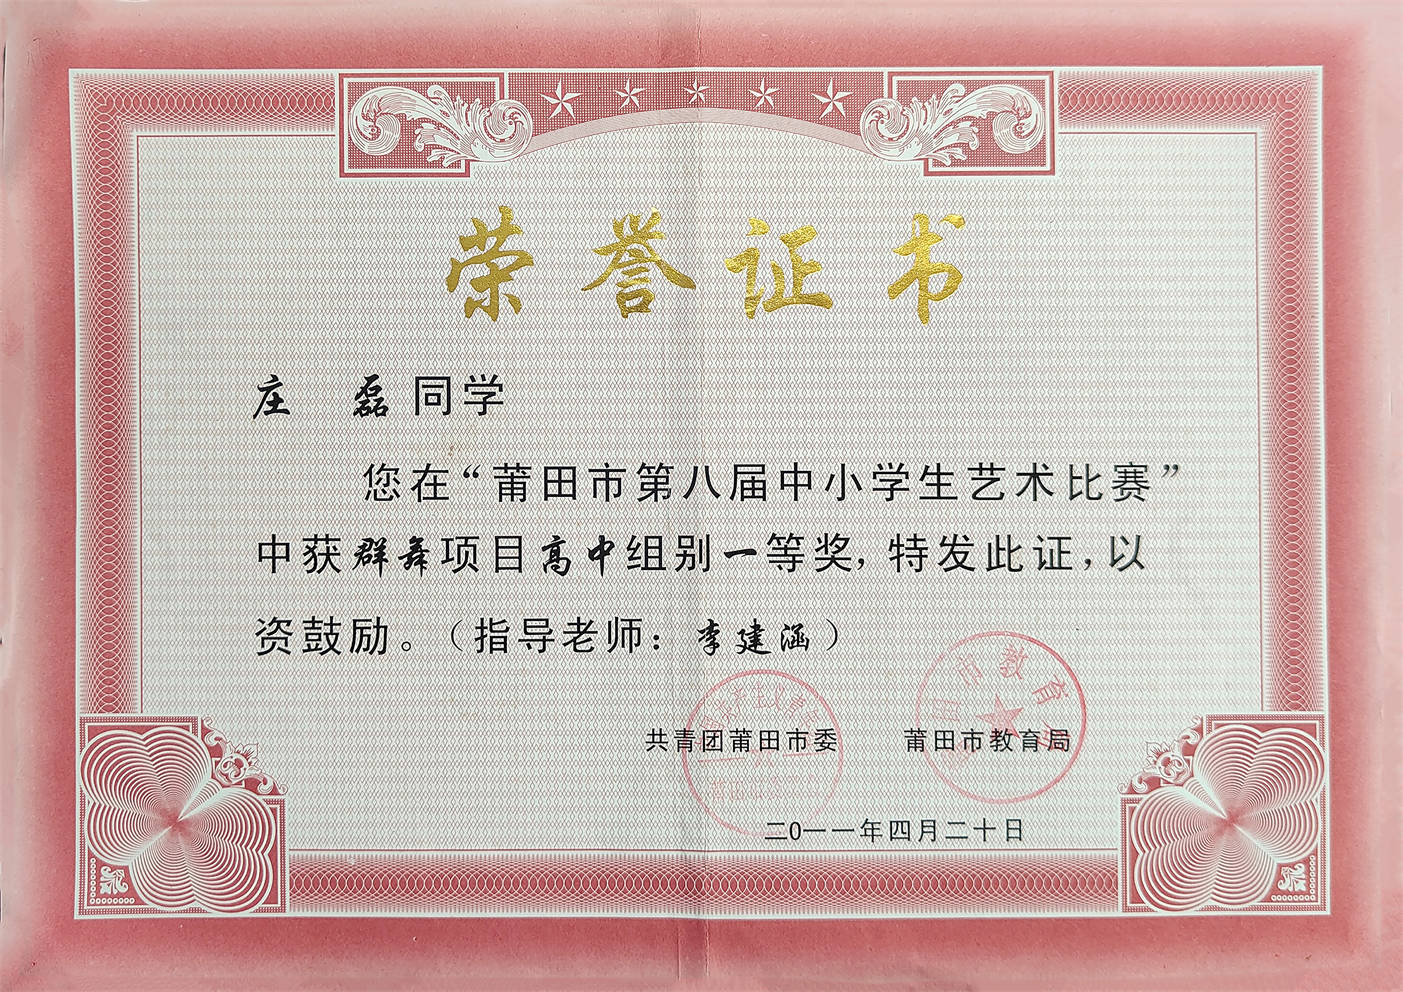 荣誉证书
庄 磊 同学
您在“莆田市第八届中小学生艺术比赛”
中获群舞项目高中组别一等奖,特发此证,以
资鼓励。(指导老师:李建涵)
共青团莆田市委 莆田市教育局
二0一一年四月二十日